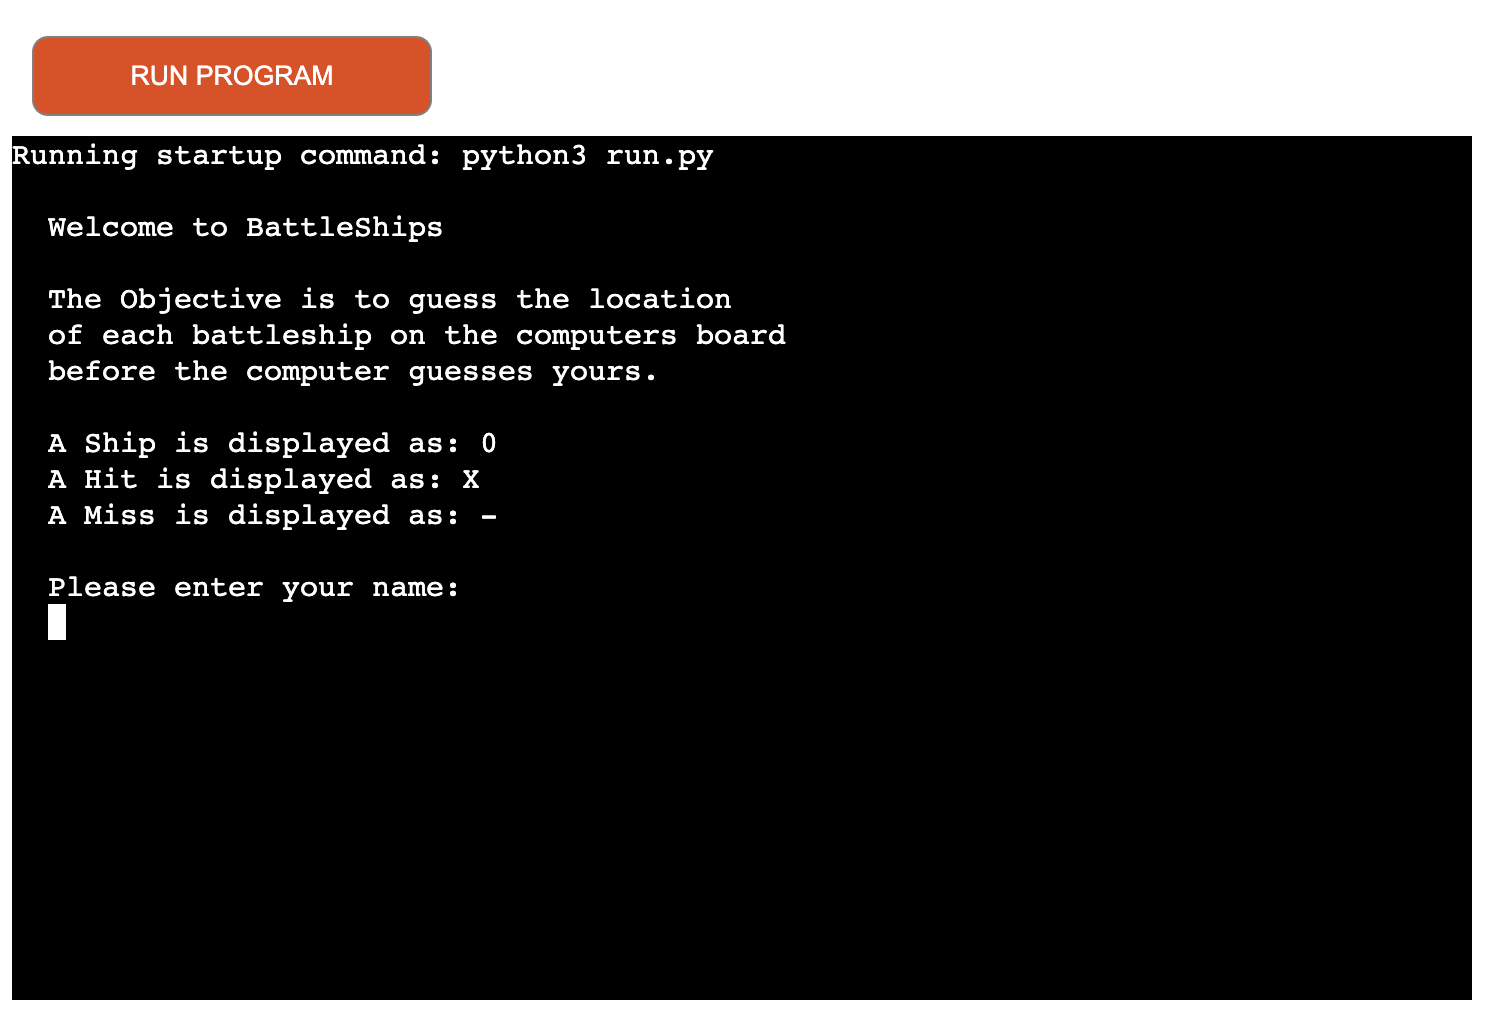 RUN PROGRAM
Running startup command: python3 run.py
Welcome to BattleShips
The Objective is to guess the location
of each battleship on the computers board
before the computer guesses yours.
A Ship is displayed as: 0
A Hit is displayed as: X
A Miss is displayed as: -
Please enter your name: